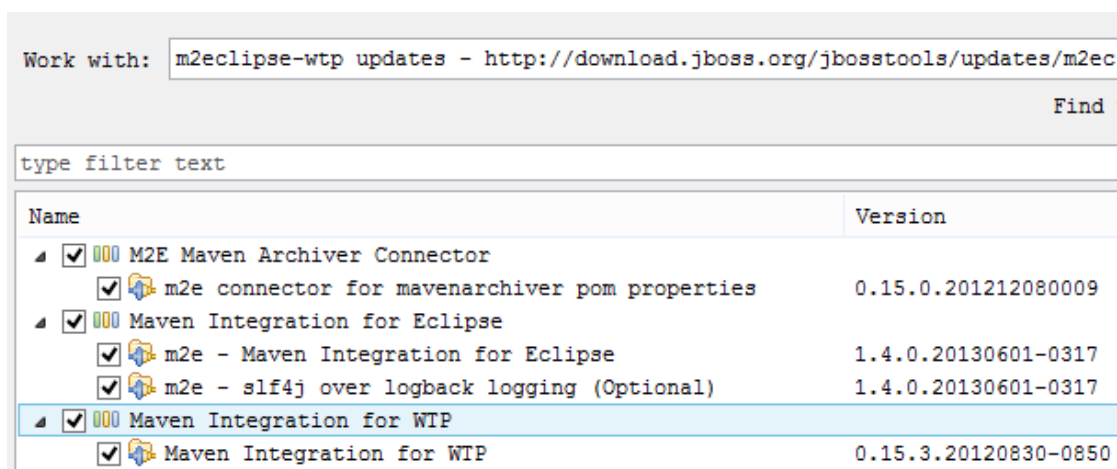 Work with: m2eclipse-wtp updates - http://download.jboss.org/jbosstools/updates/m2ec
Find
type filter text
Name Version
M2E Maven Archiver Connector
m2e connector for mavenarchiver pom properties 0.15.0.201212080009
Maven Integration for Eclipse
m2e - Maven Integration for Eclipse 1.4.0.20130601-0317
m2e - slf4j over logback logging (Optional) 1.4.0.20130601-0317
Maven Integration for WTP
Maven Integration for WTP 0.15.3.20120830-0850